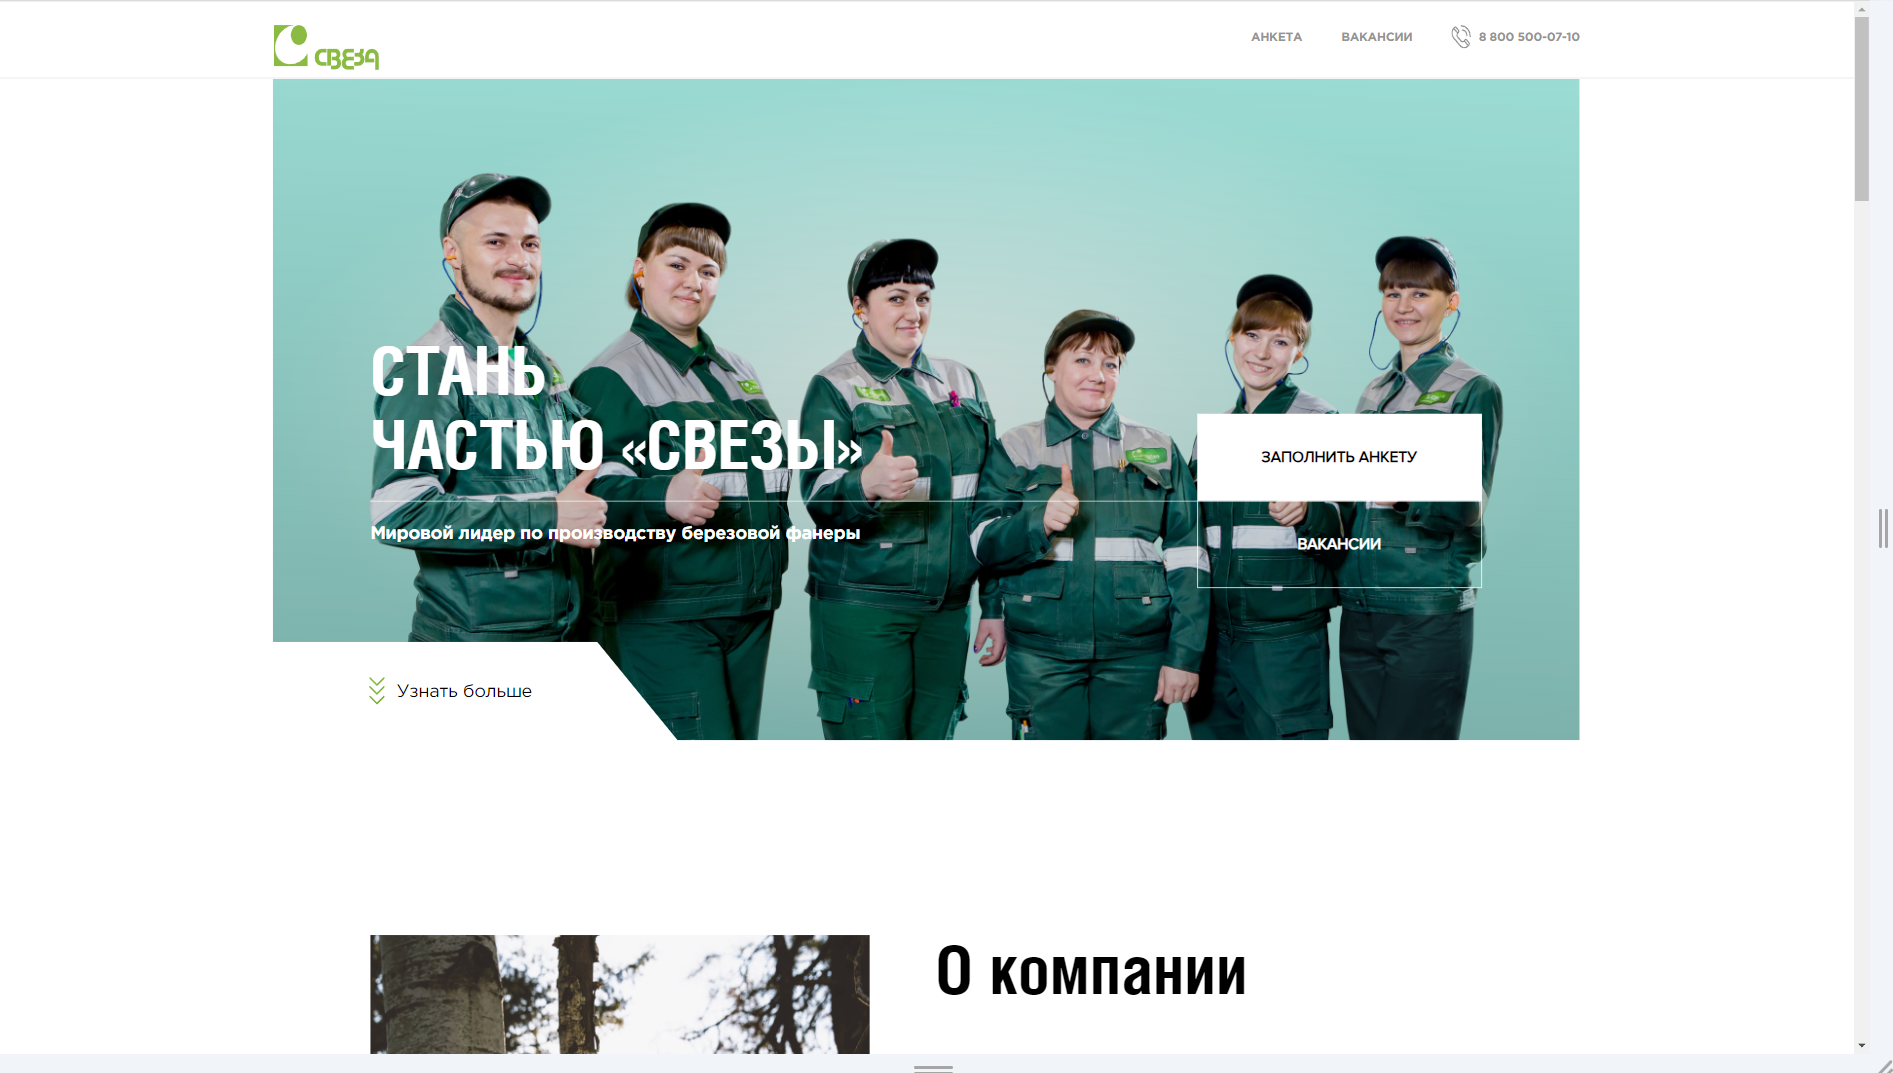 СВЕЗА
АНКЕТА
ВАКАНСИИ
8 800 500-07-10
СТАНЬ
ЧАСТЬЮ «СВЕЗЫ»
Мировой лидер по производству березовой фанеры
ЗАПОЛНИТЬ АНКЕТУ
ВАКАНСИИ
Узнать больше
О компании